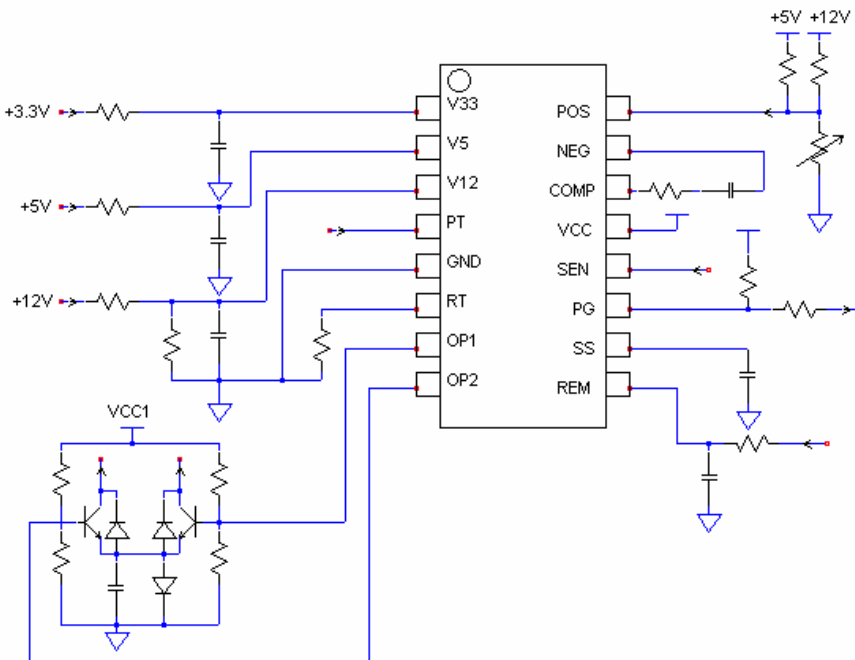 +5V +12V
+3.3V
+5V
+12V
V33
V5
V12
PT
GND
RT
OP1
OP2
POS
NEG
COMP
VCC
SEN
PG
SS
REM
VCC1